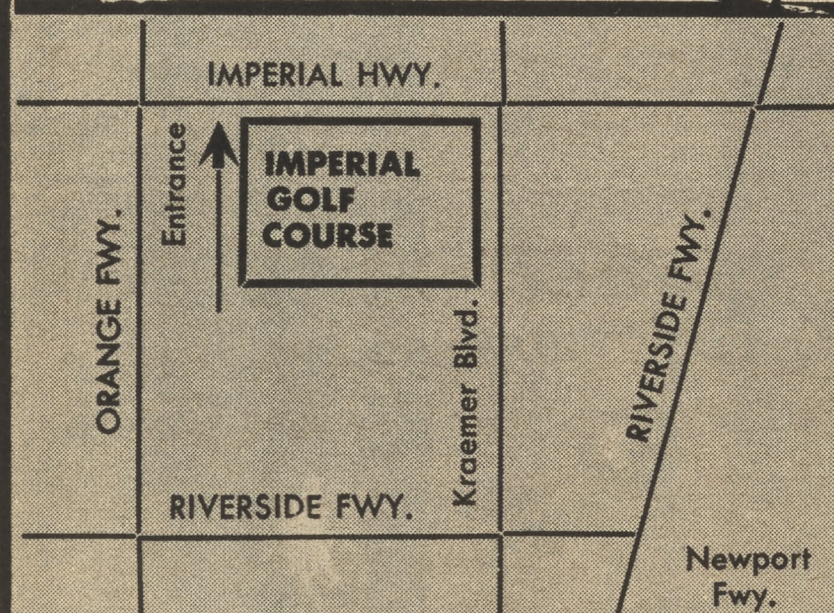 IMPERIAL HWY.
Entrance
IMPERIAL
GOLF
COURSE
ORANGE FWY.
Kraemer Blvd.
RIVERSIDE FWY.
RIVERSIDE FWY.
Newport
Fwy.